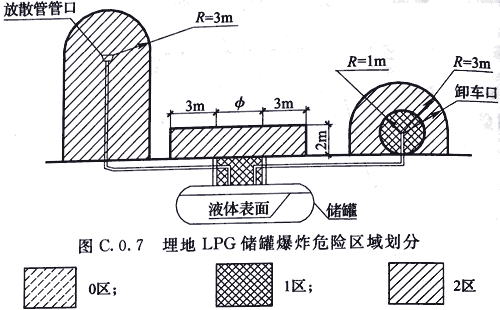 放散管管口
R=3m
R=1m
R=3m
卸车口
3m
ϕ
3m
2m
液体表面
储罐
图 C.0.7 埋地 LPG 储罐爆炸危险区域划分
0区;
1区;
2区